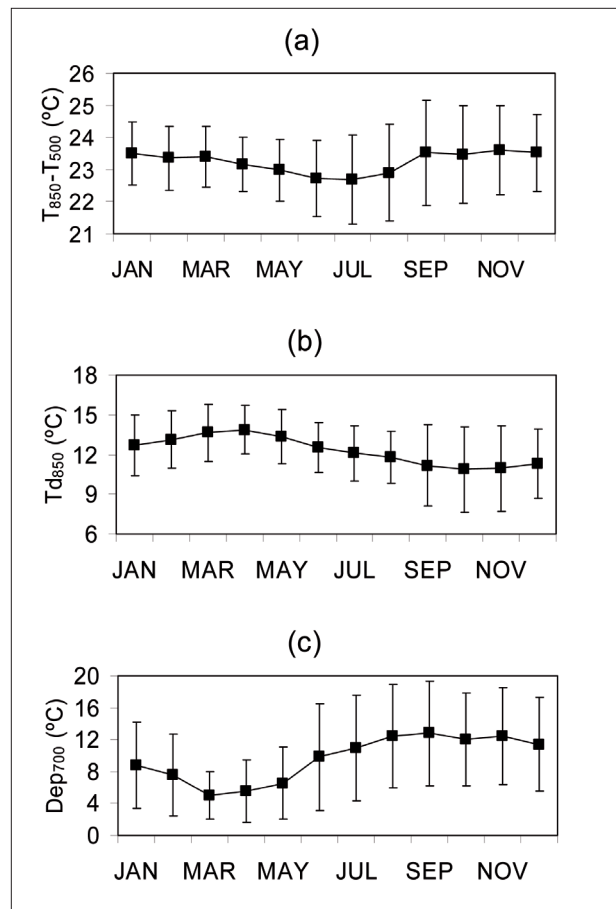 (a)
T₈₅₀-T₅₀₀ (ºC)
26
25
24
23
22
21
JAN MAR MAY JUL SEP NOV
(b)
Td₈₅₀ (ºC)
18
15
12
9
6
JAN MAR MAY JUL SEP NOV
(c)
Dep₇₀₀ (ºC)
20
16
12
8
4
0
JAN MAR MAY JUL SEP NOV